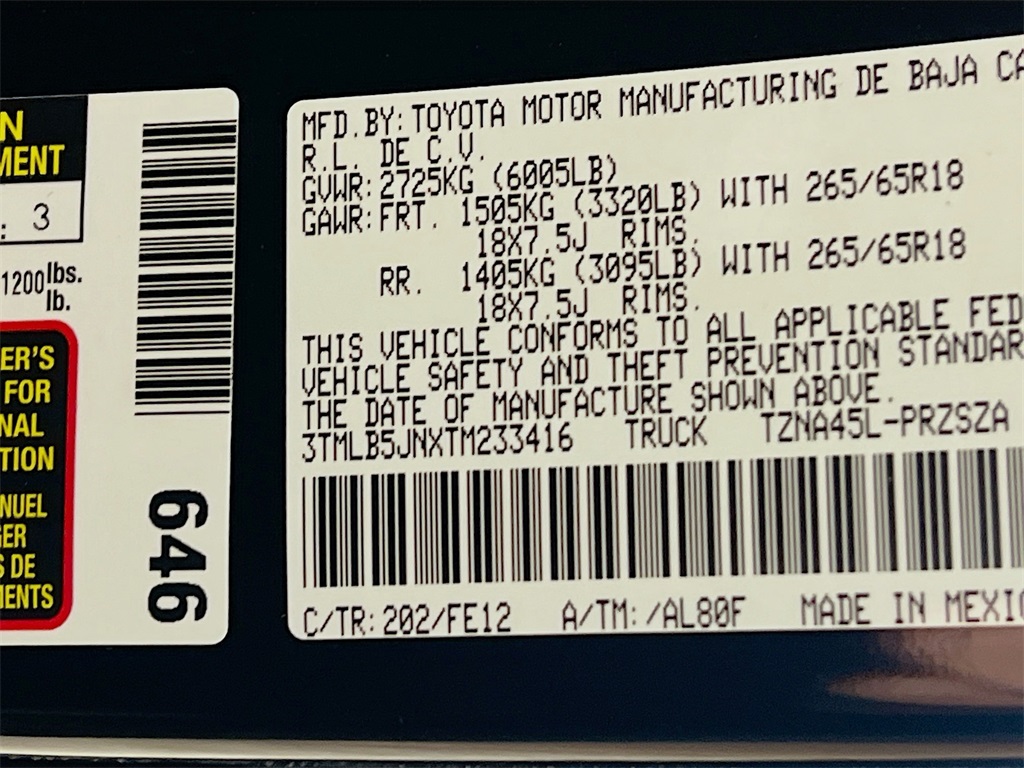 N
MENT
: 3
1200 lbs.
lb.
ER'S
FOR
NAL
TION
NUEL
GER
S DE
MENTS
646
MFD.BY:TOYOTA MOTOR MANUFACTURING DE BAJA CA
R.L. DE C.V.
GVWR:2725KG (6005LB)
GAWR:FRT. 1505KG (3320LB) WITH 265/65R18
18X7.5J RIMS.
RR. 1405KG (3095LB) WITH 265/65R18
18X7.5J RIMS.
THIS VEHICLE CONFORMS TO ALL APPLICABLE FED
VEHICLE SAFETY AND THEFT PREVENTION STANDAR
THE DATE OF MANUFACTURE SHOWN ABOVE.
3TMLB5JNXTM233416 TRUCK TZNA45L-PRZSZA
C/TR:202/FE12 A/TM:/AL80F MADE IN MEXIC